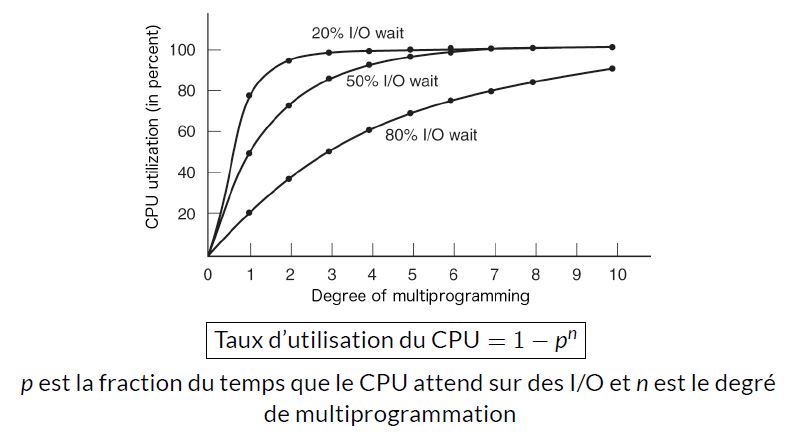 20% I/O wait
100
50% I/O wait
80
60
80% I/O wait
40
20
CPU utilization (in percent)
0 1 2 3 4 5 6 7 8 9 10
Degree of multiprogramming
Taux d'utilisation du CPU = 1 − pⁿ
p est la fraction du temps que le CPU attend sur des I/O et n est le degré
de multiprogrammation